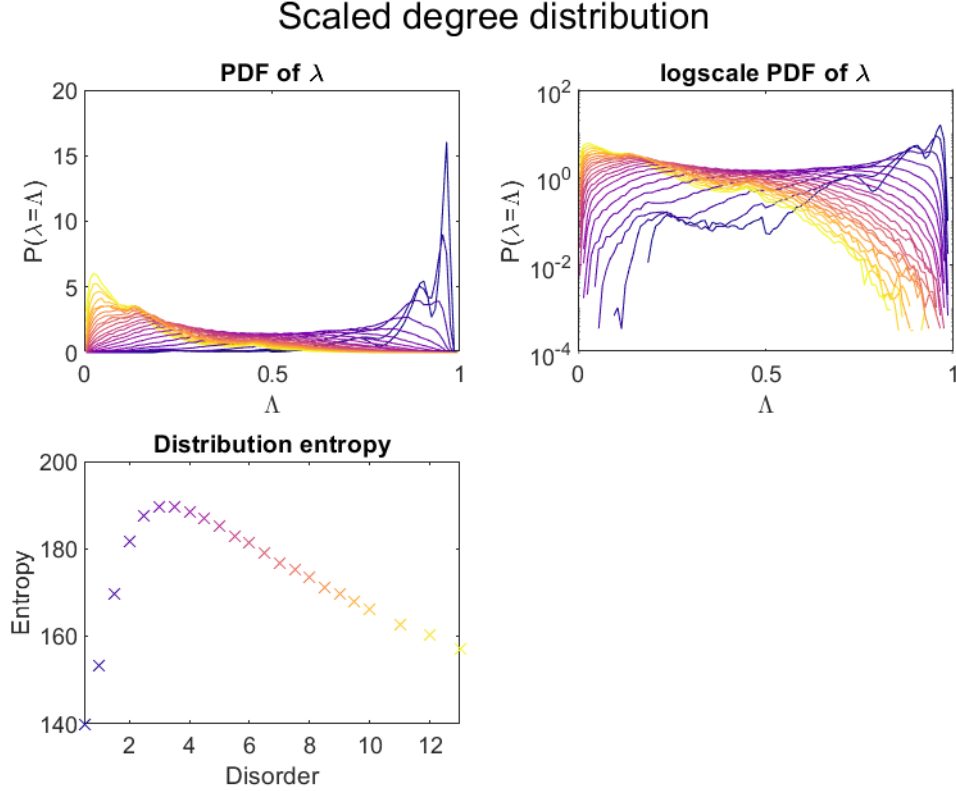 Scaled degree distribution
PDF of λ
P(λ=Λ)
20
15
10
5
0
0
0.5
1
Λ
logscale PDF of λ
P(λ=Λ)
10^2
10^0
10^-2
10^-4
0
0.5
1
Λ
Distribution entropy
Entropy
200
180
160
140
2
4
6
8
10
12
Disorder